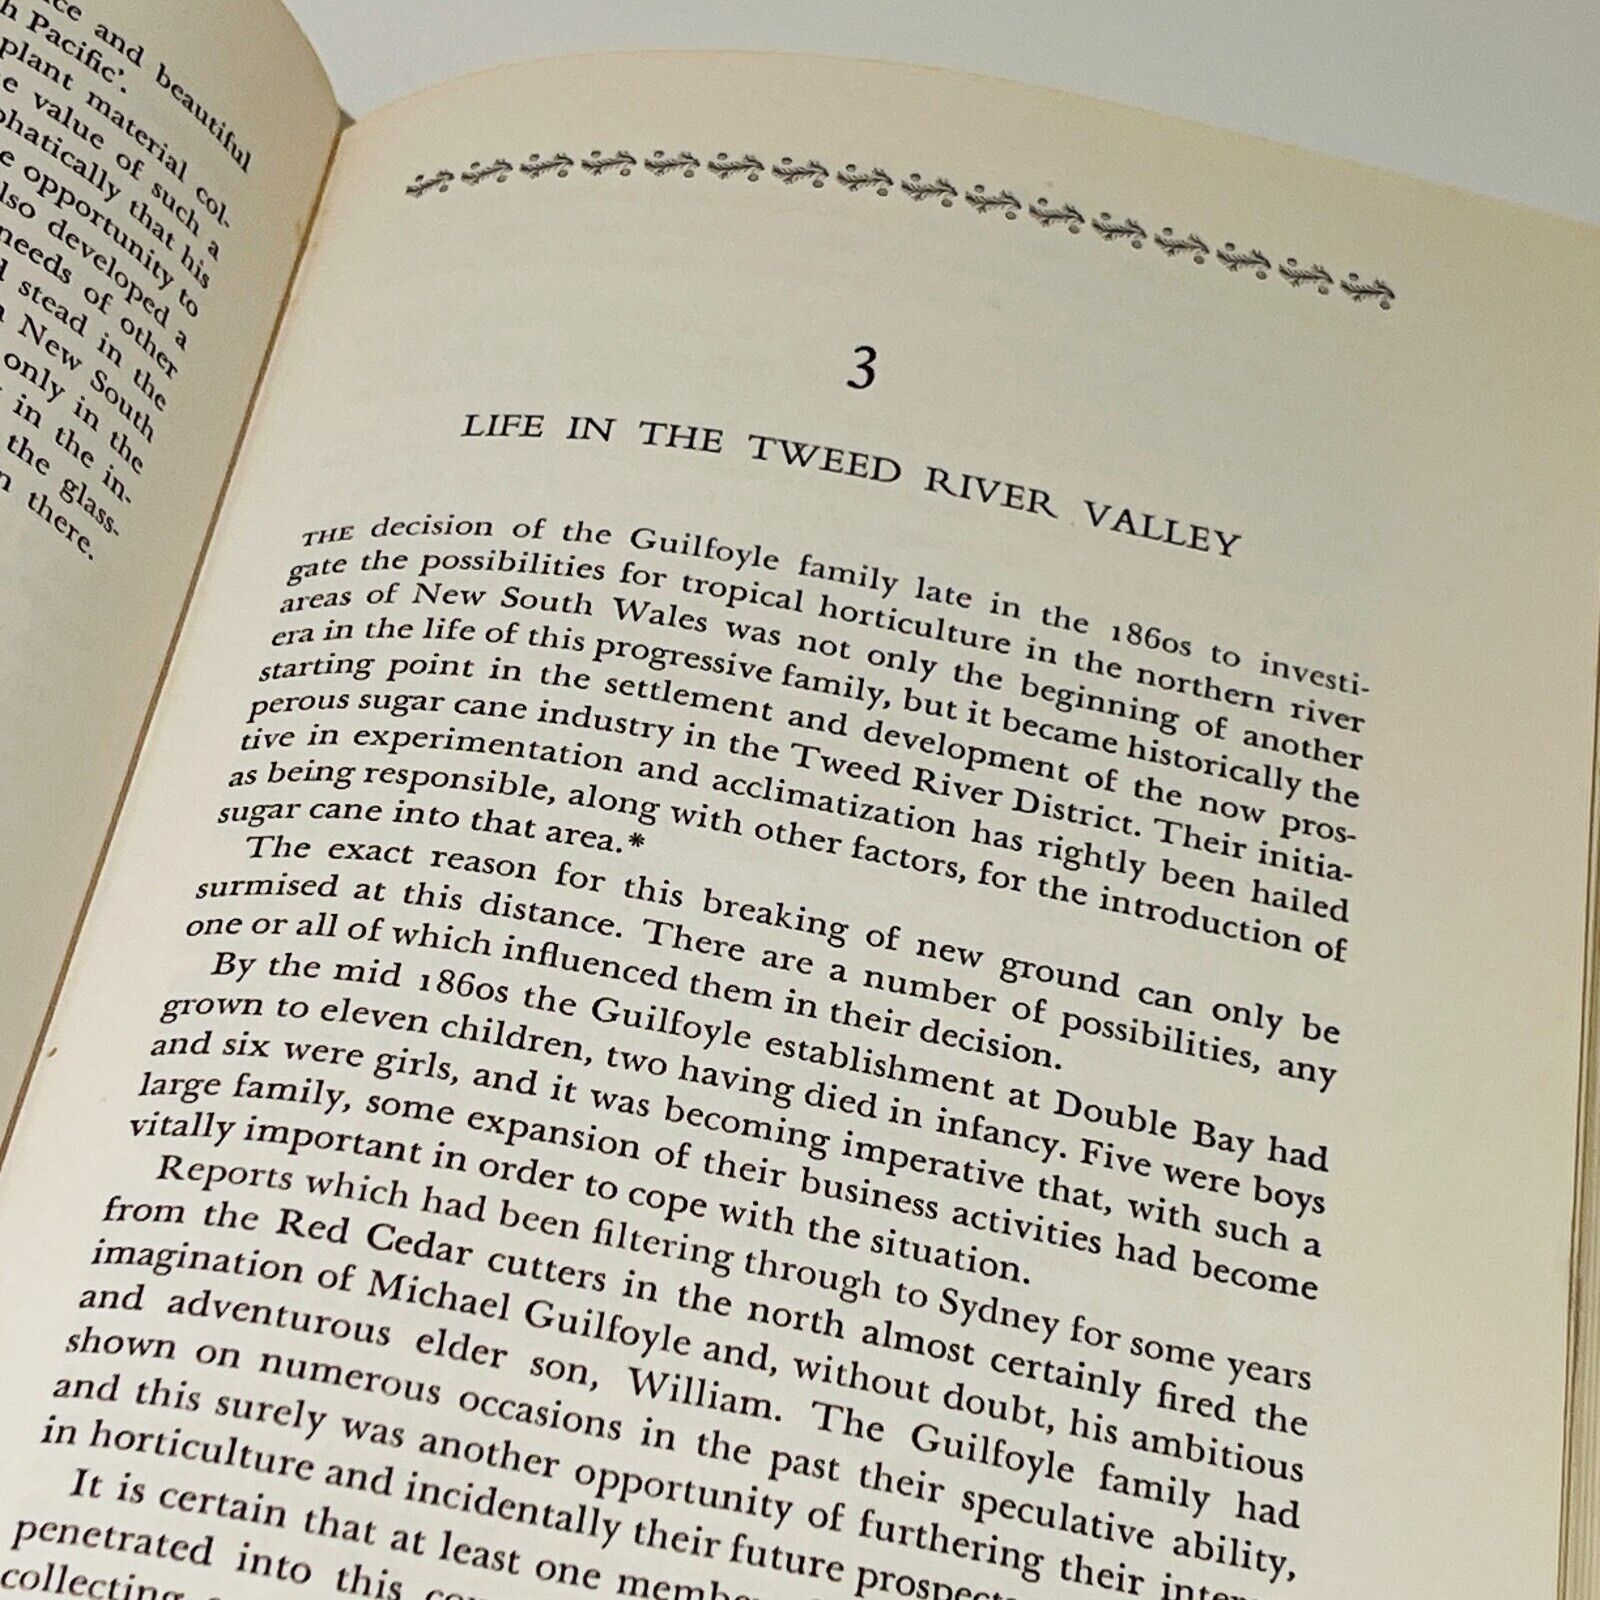 ce and beautiful
h Pacific'.
plant material col-
e value of such a
phatically that his
e opportunity to
lso developed a
needs of other
d stead in the
n New South
only in the
in the in-
the glass-
n there.
3
LIFE IN THE TWEED RIVER VALLEY
THE decision of the Guilfoyle family late in the 1860s to investi-
gate the possibilities for tropical horticulture in the northern river
areas of New South Wales was not only the beginning of another
era in the life of this progressive family, but it became historically the
starting point in the settlement and development of the now pros-
perous sugar cane industry in the Tweed River District. Their initia-
tive in experimentation and acclimatization has rightly been hailed
as being responsible, along with other factors, for the introduction of
sugar cane into that area.*
The exact reason for this breaking of new ground can only be
surmised at this distance. There are a number of possibilities, any
one or all of which influenced them in their decision.
By the mid 1860s the Guilfoyle establishment at Double Bay had
grown to eleven children, two having died in infancy. Five were boys
and six were girls, and it was becoming imperative that, with such a
large family, some expansion of their business activities had become
vitally important in order to cope with the situation.
Reports which had been filtering through to Sydney for some years
from the Red Cedar cutters in the north almost certainly fired the
imagination of Michael Guilfoyle and, without doubt, his ambitious
and adventurous elder son, William. The Guilfoyle family had
shown on numerous occasions in the past their speculative ability,
and this surely was another opportunity of furthering their inter
in horticulture and incidentally their future prospects
It is certain that at least one membe
penetrated into this co
collecting